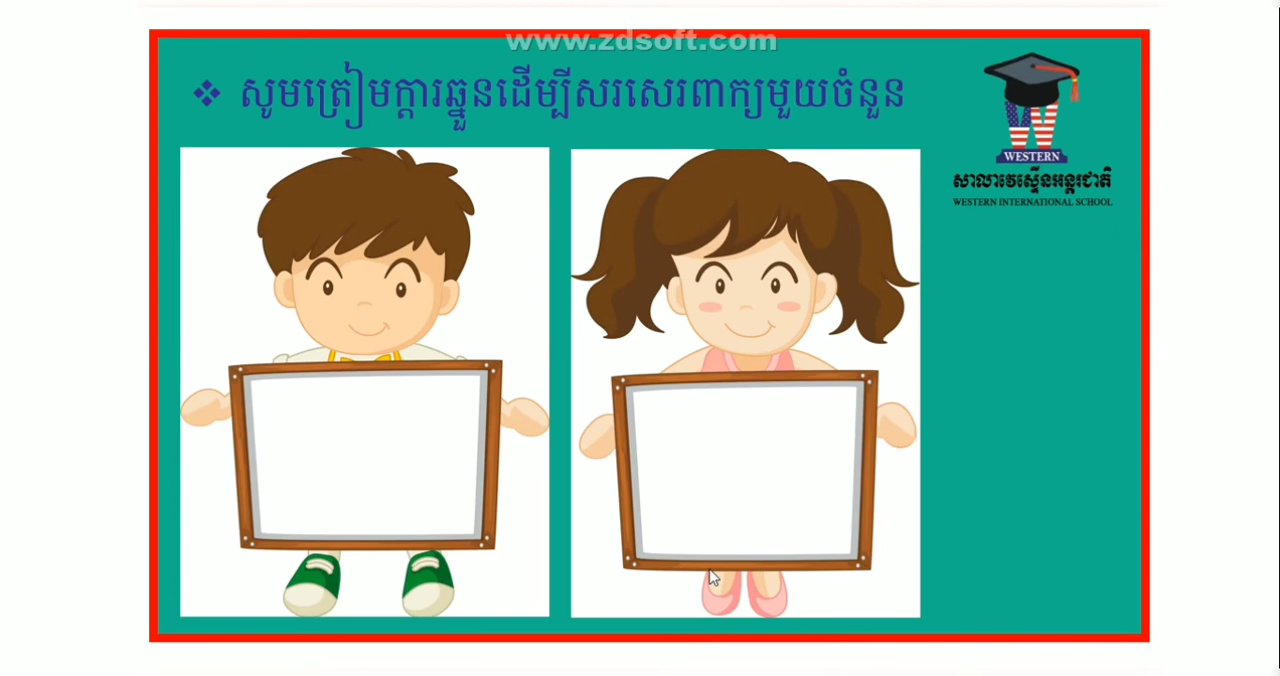 www.zdsoft.com
❖ សូមត្រៀមក្តារឆ្នួនដើម្បីសរសេរពាក្យមួយចំនួន
W
WESTERN
សាលាវេស្ទើនអន្តរជាតិ
WESTERN INTERNATIONAL SCHOOL